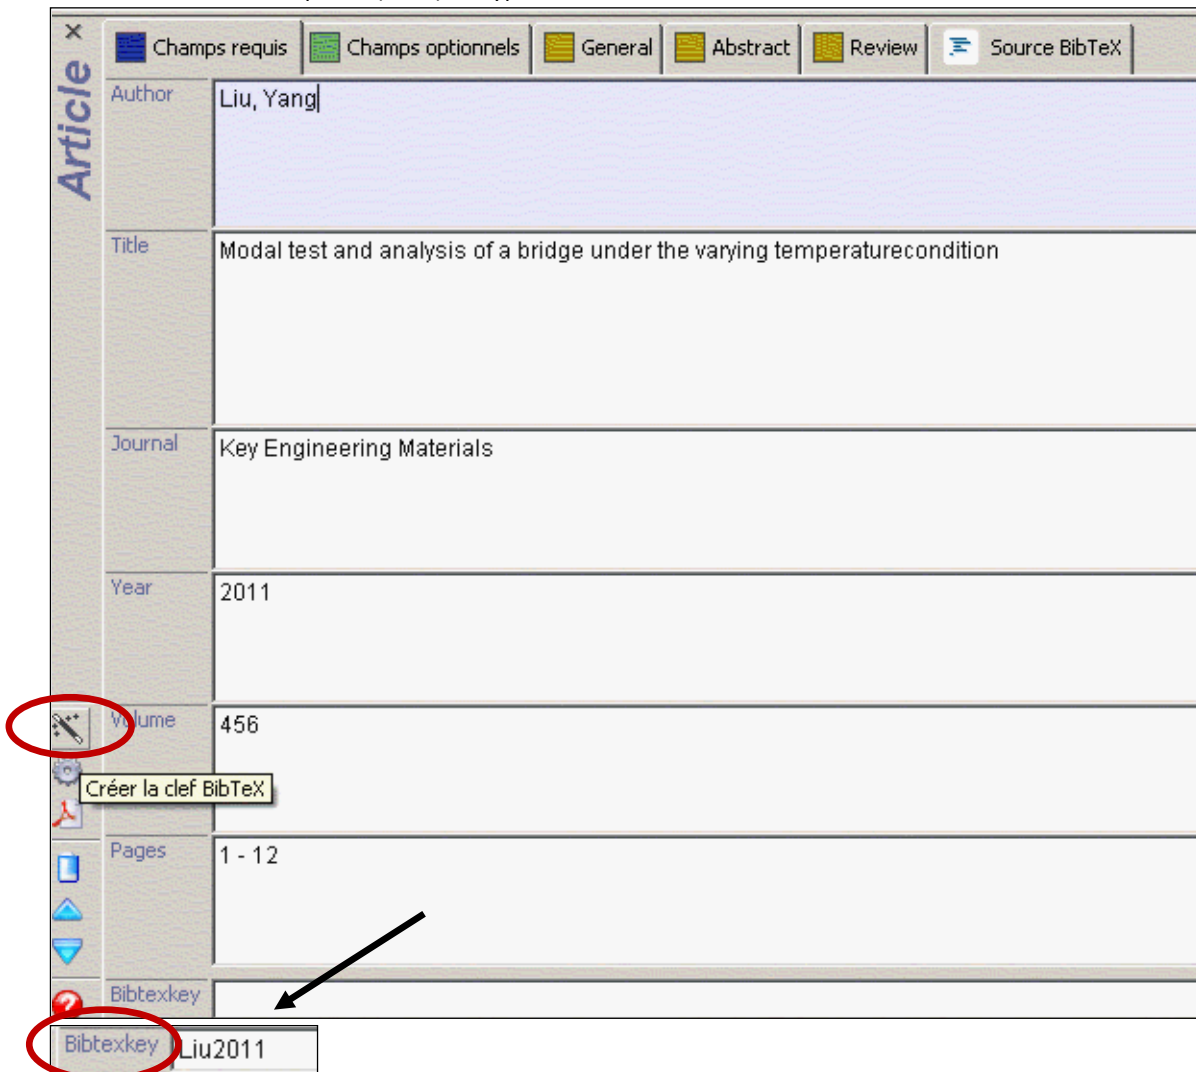 Article
Champs requis Champs optionnels General Abstract Review Source BibTeX
Author Liu, Yang
Title Modal test and analysis of a bridge under the varying temperaturecondition
Journal Key Engineering Materials
Year 2011
Volume 456
Créer la clef BibTeX
Pages 1 - 12
Bibtexkey
Bibtexkey Liu2011